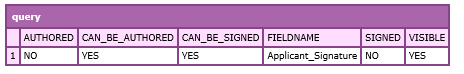 query
AUTHORED CAN_BE_AUTHORED CAN_BE_SIGNED FIELDNAME SIGNED VISIBLE
1 NO YES YES Applicant_Signature NO YES